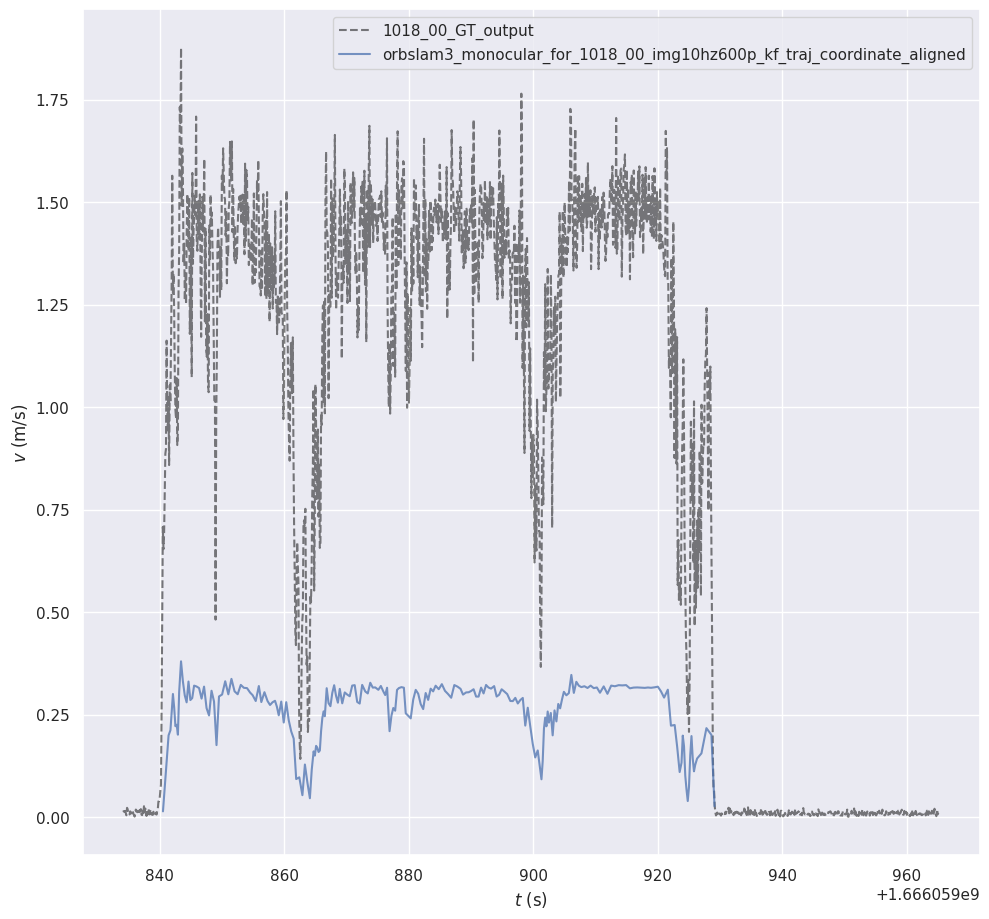 1018_00_GT_output
orbslam3_monocular_for_1018_00_img10hz600p_kf_traj_coordinate_aligned
1.75
1.50
1.25
1.00
0.75
0.50
0.25
0.00
v (m/s)
840 860 880 900 920 940 960
+1.666059e9
t (s)